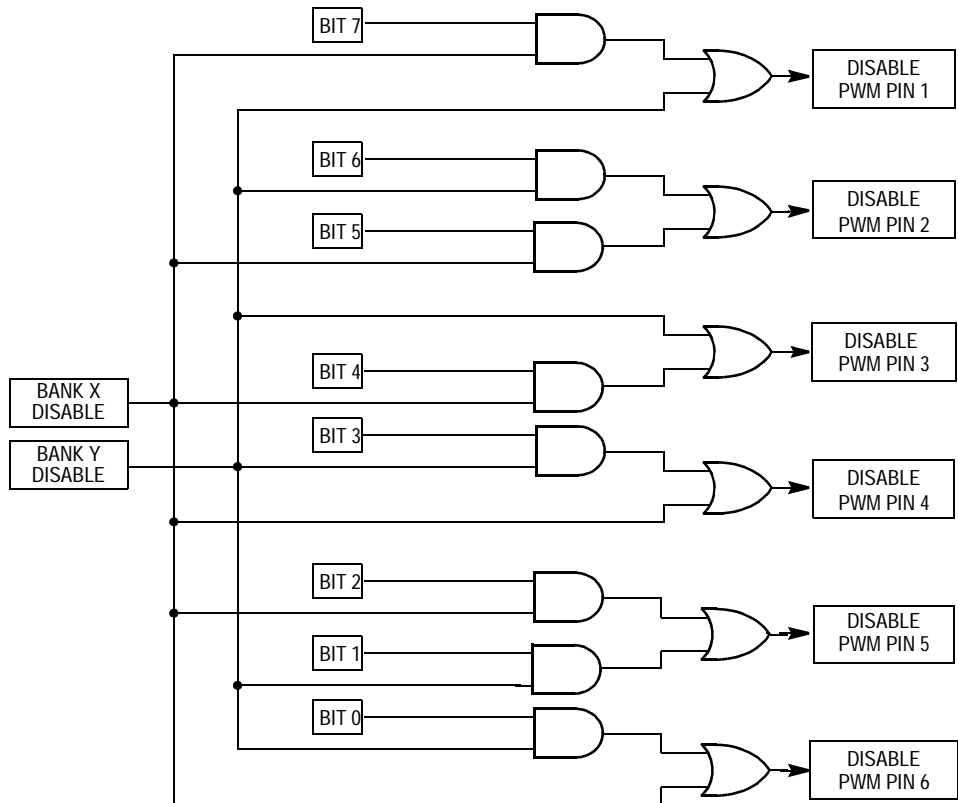 BIT 7
DISABLE
PWM PIN 1
BIT 6
DISABLE
PWM PIN 2
BIT 5
DISABLE
PWM PIN 3
BIT 4
BANK X
DISABLE
BIT 3
BANK Y
DISABLE
DISABLE
PWM PIN 4
BIT 2
DISABLE
PWM PIN 5
BIT 1
BIT 0
DISABLE
PWM PIN 6